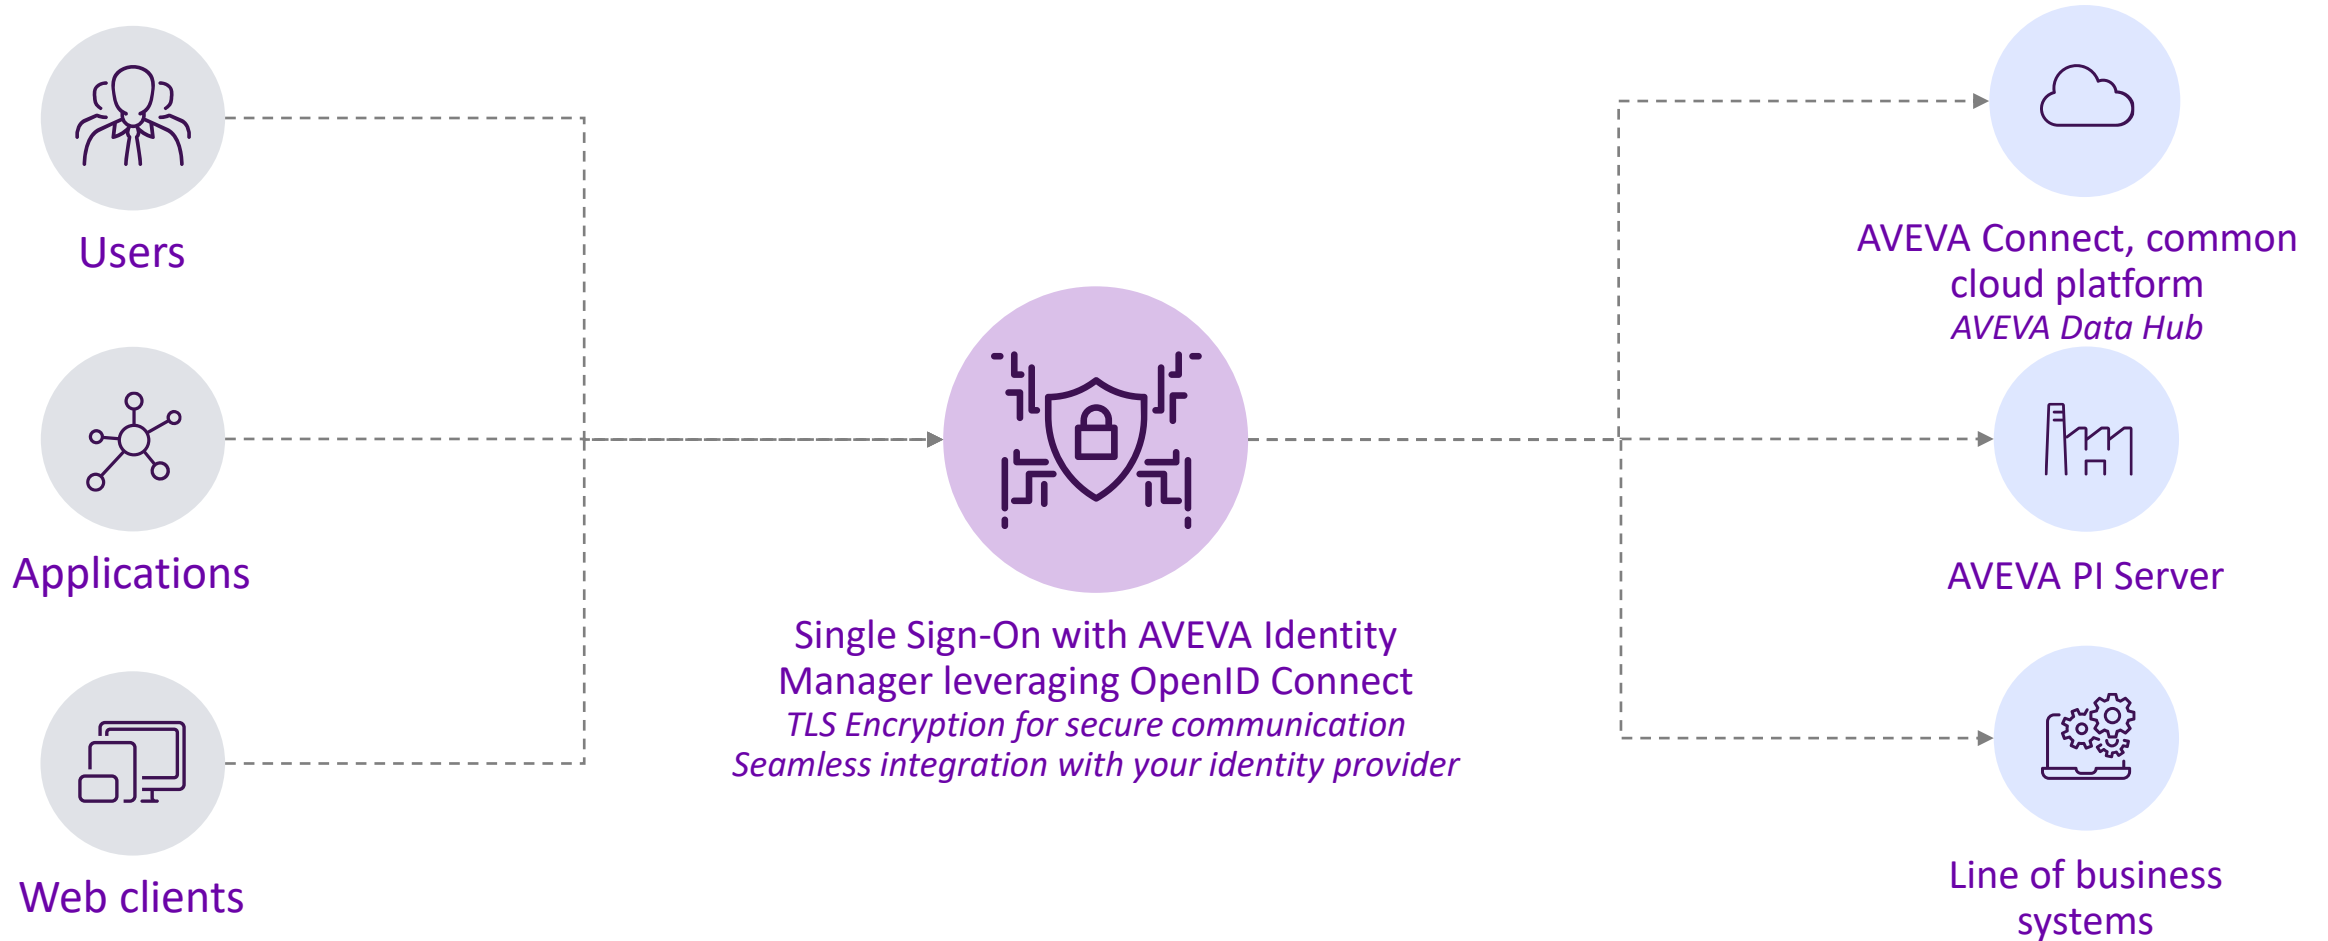 Users
Applications
Web clients
Single Sign-On with AVEVA Identity
Manager leveraging OpenID Connect
TLS Encryption for secure communication
Seamless integration with your identity provider
AVEVA Connect, common
cloud platform
AVEVA Data Hub
AVEVA PI Server
Line of business
systems